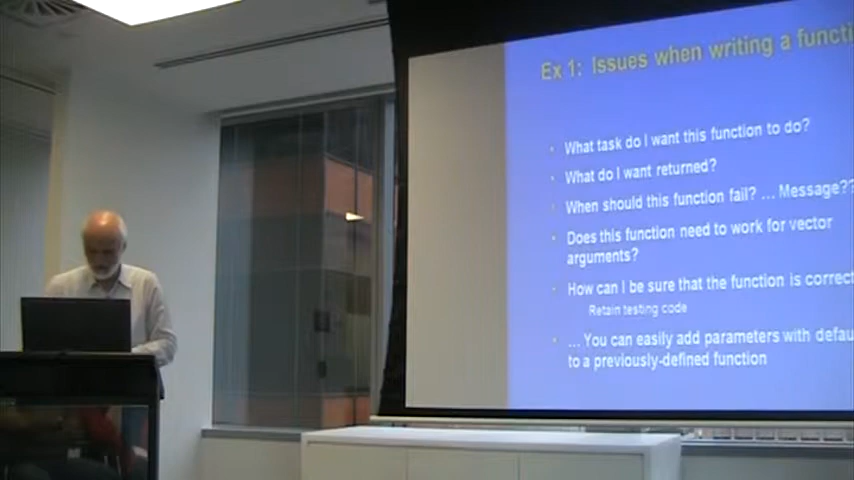 Ex 1: Issues when writing a functi
What task do I want this function to do?
What do I want returned?
When should this function fail? ... Message??
Does this function need to work for vector
arguments?
How can I be sure that the function is correct
Retain testing code
... You can easily add parameters with defau
to a previously-defined function